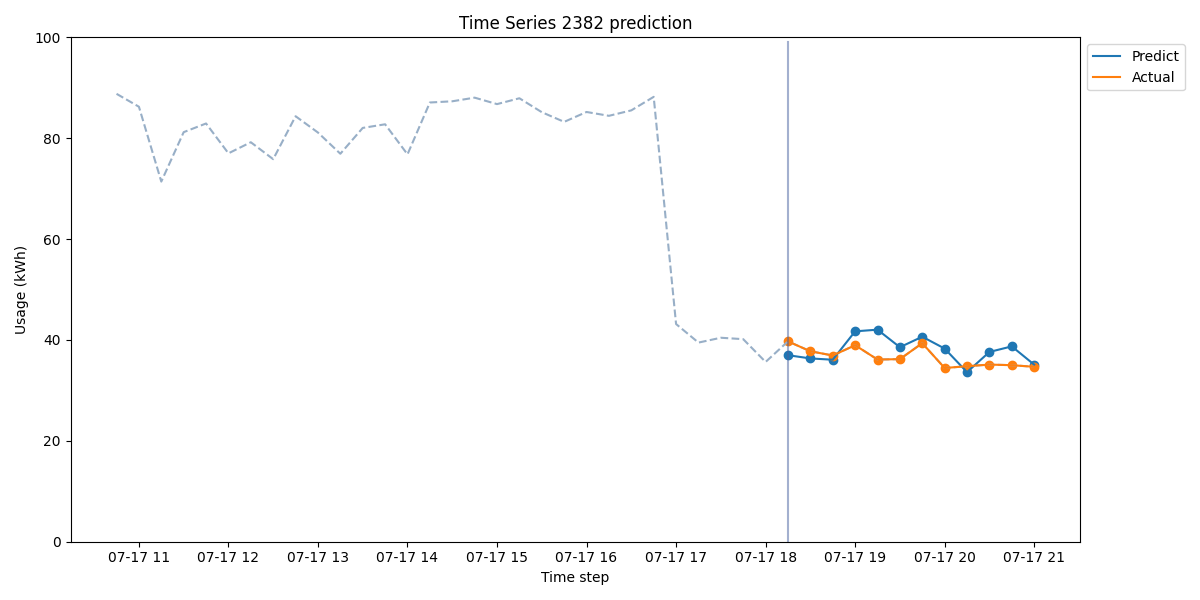 Time Series 2382 prediction
Predict
Actual
100
80
60
40
20
0
Usage (kWh)
07-17 11 07-17 12 07-17 13 07-17 14 07-17 15 07-17 16 07-17 17 07-17 18 07-17 19 07-17 20 07-17 21
Time step